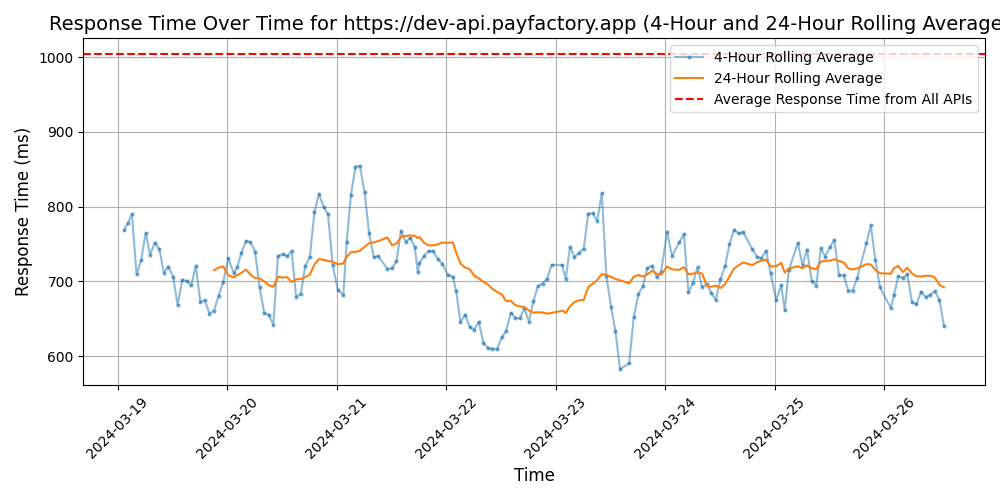 Response Time Over Time for https://dev-api.payfactory.app (4-Hour and 24-Hour Rolling Average
4-Hour Rolling Average
24-Hour Rolling Average
Average Response Time from All APIs
Response Time (ms)
1000
900
800
700
600
2024-03-19
2024-03-20
2024-03-21
2024-03-22
2024-03-23
2024-03-24
2024-03-25
2024-03-26
Time